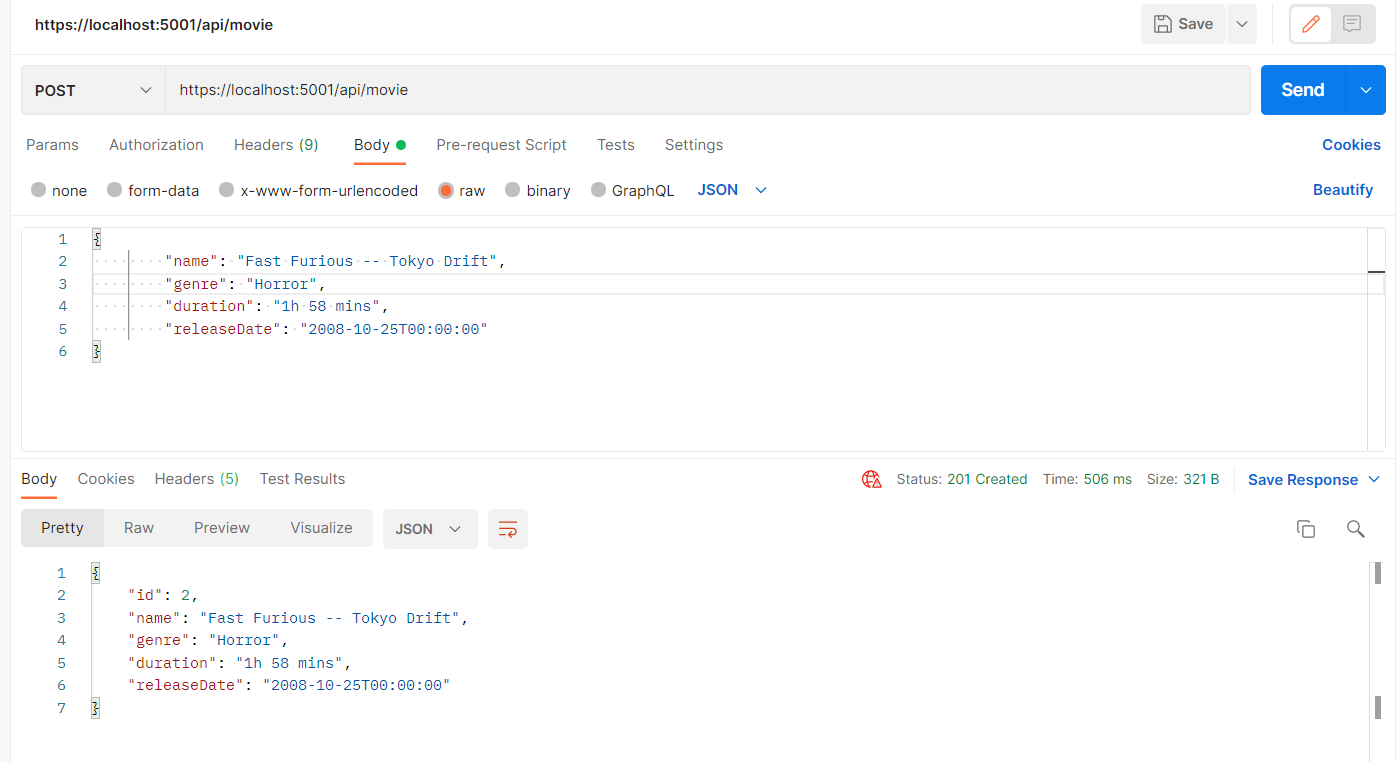 https://localhost:5001/api/movie Save
POST https://localhost:5001/api/movie Send
Params Authorization Headers (9) Body Pre-request Script Tests Settings Cookies
none form-data x-www-form-urlencoded raw binary GraphQL JSON Beautify
1 {
2 "name": "Fast Furious -- Tokyo Drift",
3 "genre": "Horror",
4 "duration": "1h 58 mins",
5 "releaseDate": "2008-10-25T00:00:00"
6 }
Body Cookies Headers (5) Test Results Status: 201 Created Time: 506 ms Size: 321 B Save Response
Pretty Raw Preview Visualize JSON
1 {
2 "id": 2,
3 "name": "Fast Furious -- Tokyo Drift",
4 "genre": "Horror",
5 "duration": "1h 58 mins",
6 "releaseDate": "2008-10-25T00:00:00"
7 }